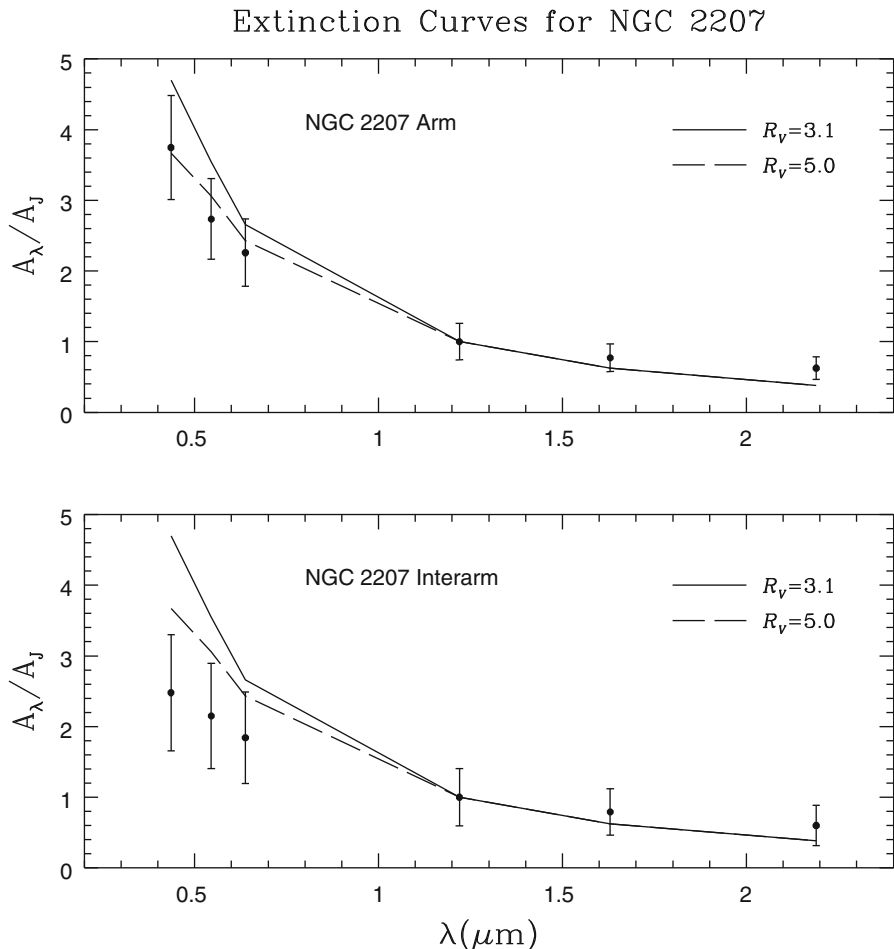 Extinction Curves for NGC 2207
5
4
3
2
1
0
A_λ/A_J
NGC 2207 Arm
R_V=3.1
R_V=5.0
0.5 1 1.5 2
5
4
3
2
1
0
A_λ/A_J
NGC 2207 Interarm
R_V=3.1
R_V=5.0
0.5 1 1.5 2
λ(μm)